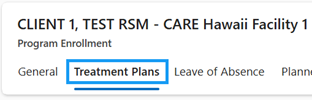 CLIENT 1, TEST RSM - CARE Hawaii Facility 1
Program Enrollment
General Treatment Plans Leave of Absence